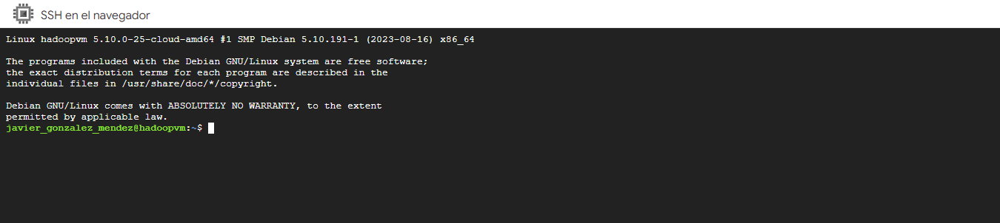 SSH en el navegador
Linux hadoopvm 5.10.0-25-cloud-amd64 #1 SMP Debian 5.10.191-1 (2023-08-16) x86_64
The programs included with the Debian GNU/Linux system are free software;
the exact distribution terms for each program are described in the
individual files in /usr/share/doc/*/copyright.
Debian GNU/Linux comes with ABSOLUTELY NO WARRANTY, to the extent
permitted by applicable law.
javier_gonzalez_mendez@hadoopvm:~$